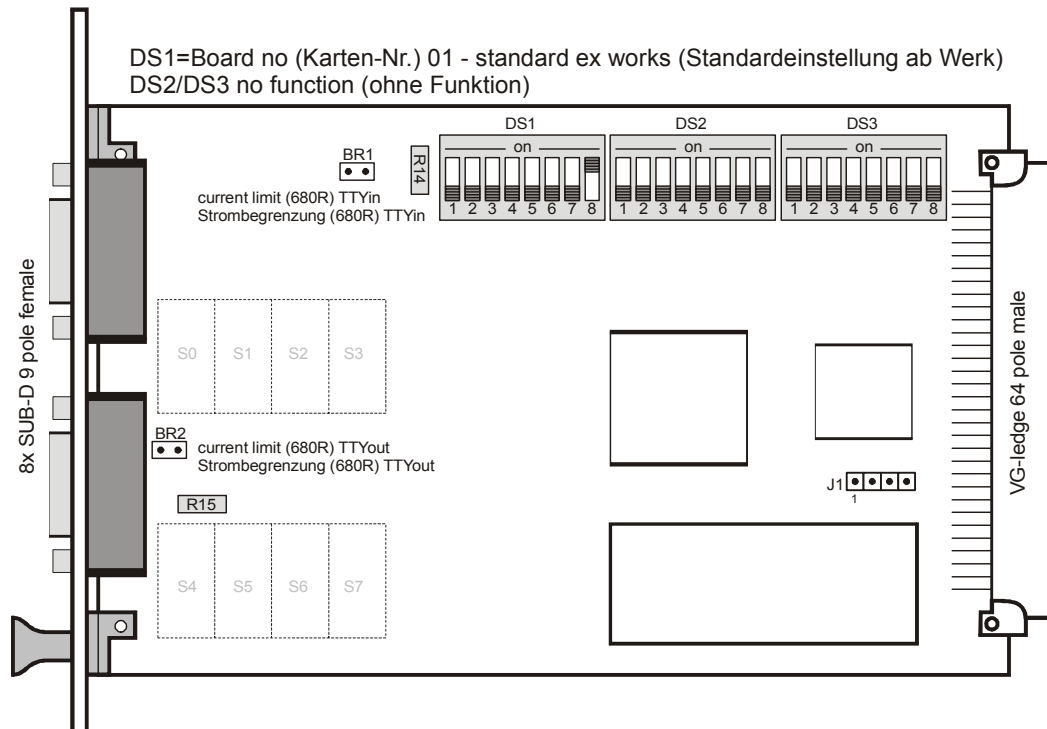 DS1=Board no (Karten-Nr.) 01 - standard ex works (Standardeinstellung ab Werk)
DS2/DS3 no function (ohne Funktion)
DS1
DS2
DS3
on
on
on
1 2 3 4 5 6 7 8
1 2 3 4 5 6 7 8
1 2 3 4 5 6 7 8
BR1
R14
current limit (680R) TTYin
Strombegrenzung (680R) TTYin
8x SUB-D 9 pole female
S0 S1 S2 S3
BR2
current limit (680R) TTYout
Strombegrenzung (680R) TTYout
R15
S4 S5 S6 S7
J1
1
VG-ledge 64 pole male